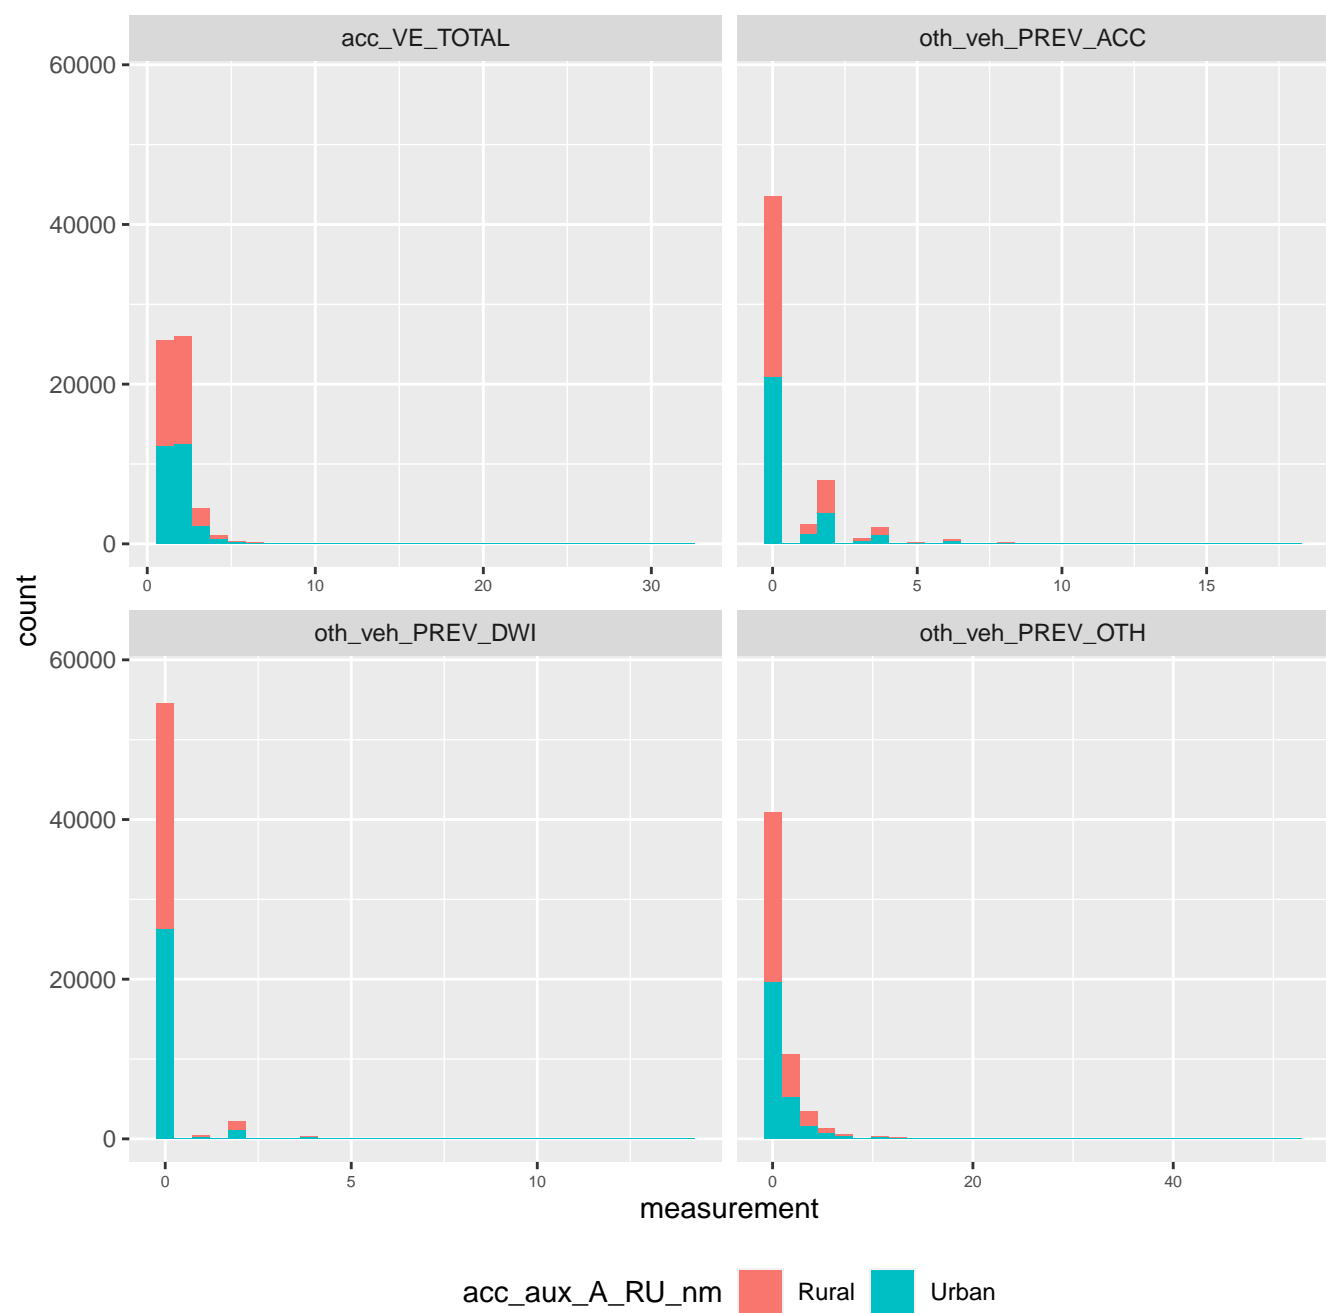 acc_VE_TOTAL
oth_veh_PREV_ACC
60000
40000
20000
0
0 10 20 30
0 5 10 15
count
oth_veh_PREV_DWI
oth_veh_PREV_OTH
60000
40000
20000
0
0 5 10
0 20 40
measurement
acc_aux_A_RU_nm Rural Urban